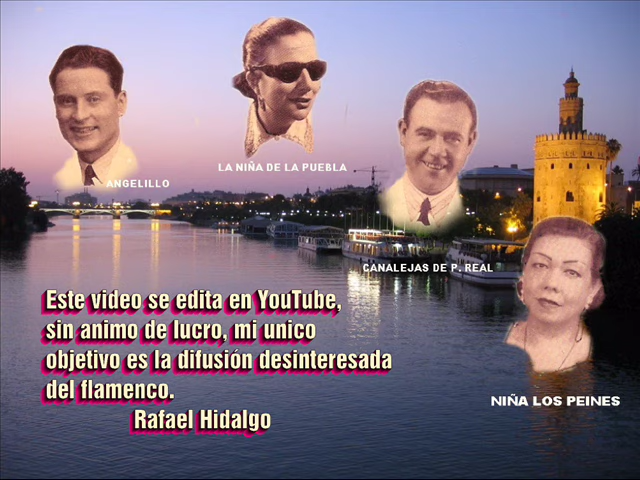 LA NIÑA DE LA PUEBLA
ANGELILLO
CANALEJAS DE P. REAL
NIÑA LOS PEINES
Este video se edita en YouTube,
sin animo de lucro, mi unico
objetivo es la difusión desinteresada
del flamenco.
Rafael Hidalgo